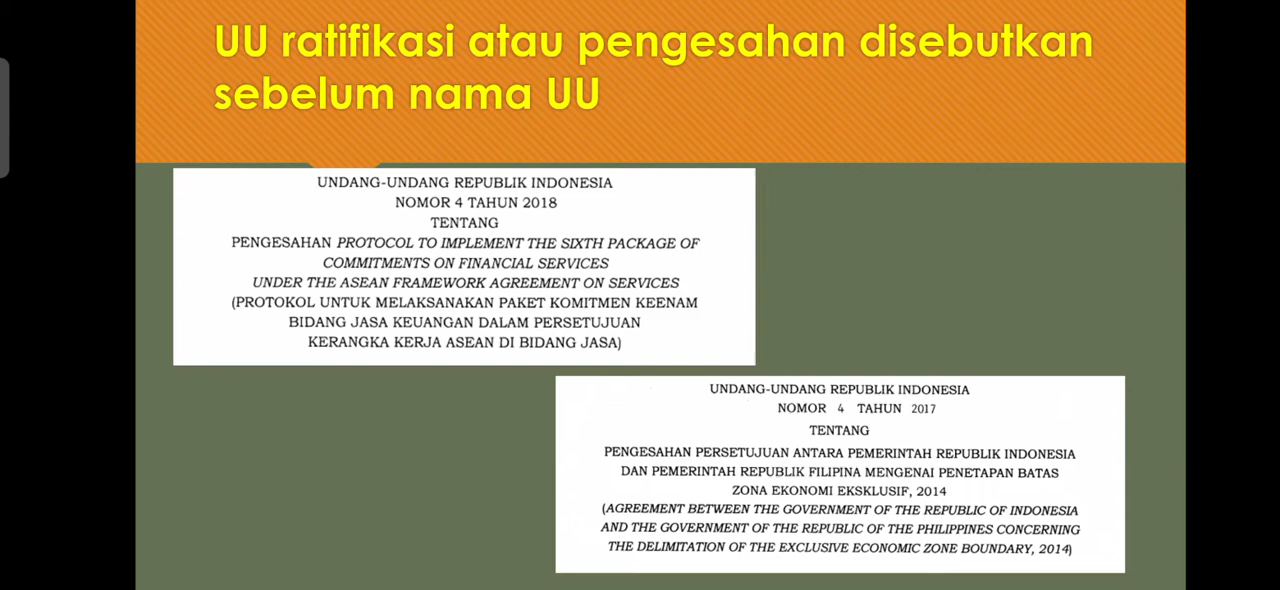 UU ratifikasi atau pengesahan disebutkan
sebelum nama UU
UNDANG-UNDANG REPUBLIK INDONESIA
NOMOR 4 TAHUN 2018
TENTANG
PENGESAHAN PROTOCOL TO IMPLEMENT THE SIXTH PACKAGE OF
COMMITMENTS ON FINANCIAL SERVICES
UNDER THE ASEAN FRAMEWORK AGREEMENT ON SERVICES
(PROTOKOL UNTUK MELAKSANAKAN PAKET KOMITMEN KEENAM
BIDANG JASA KEUANGAN DALAM PERSETUJUAN
KERANGKA KERJA ASEAN DI BIDANG JASA)
UNDANG-UNDANG REPUBLIK INDONESIA
NOMOR 4 TAHUN 2017
TENTANG
PENGESAHAN PERSETUJUAN ANTARA PEMERINTAH REPUBLIK INDONESIA
DAN PEMERINTAH REPUBLIK FILIPINA MENGENAI PENETAPAN BATAS
ZONA EKONOMI EKSKLUSIF, 2014
(AGREEMENT BETWEEN THE GOVERNMENT OF THE REPUBLIC OF INDONESIA
AND THE GOVERNMENT OF THE REPUBLIC OF THE PHILIPPINES CONCERNING
THE DELIMITATION OF THE EXCLUSIVE ECONOMIC ZONE BOUNDARY, 2014)